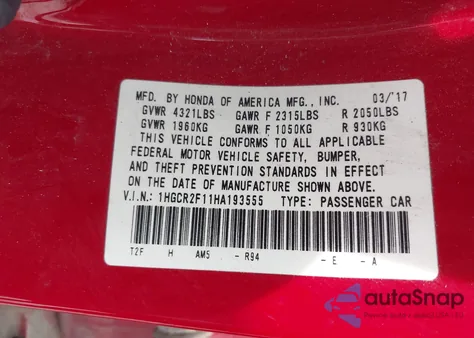 MFD. BY HONDA OF AMERICA MFG., INC. 03/'17
GVWR 4321LBS GAWR F 2315LBS R 2050LBS
GVWR 1960KG GAWR F 1050KG R 930KG
THIS VEHICLE CONFORMS TO ALL APPLICABLE
FEDERAL MOTOR VEHICLE SAFETY, BUMPER,
AND THEFT PREVENTION STANDARDS IN EFFECT
ON THE DATE OF MANUFACTURE SHOWN ABOVE.
V.I.N.: 1HGCR2F11HA193555 TYPE: PASSENGER CAR
T2F H AM5 - R94 - E - A
autoSnap